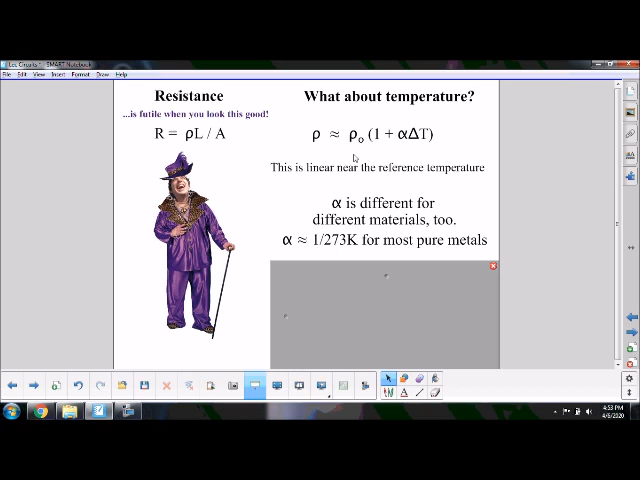 Lec Circuits * - SMART Notebook
File Edit View Insert Format Tools Draw Help
Resistance
...is futile when you look this good!
R = ρL / A
What about temperature?
ρ ≈ ρo (1 + αΔT)
This is linear near the reference temperature
α is different for
different materials, too.
α ≈ 1/273K for most pure metals
4:53 PM
4/6/2020